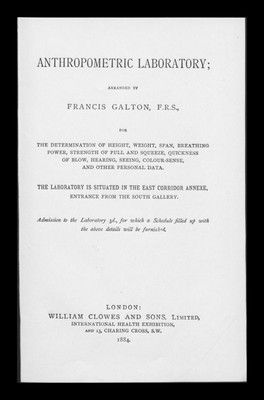 ANTHROPOMETRIC LABORATORY;
ARRANGED BY
FRANCIS GALTON, F.R.S.,
FOR
THE DETERMINATION OF HEIGHT, WEIGHT, SPAN, BREATHING
POWER, STRENGTH OF PULL AND SQUEEZE, QUICKNESS
OF BLOW, HEARING, SEEING, COLOUR-SENSE,
AND OTHER PERSONAL DATA.
THE LABORATORY IS SITUATED IN THE EAST CORRIDOR ANNEXE,
ENTRANCE FROM THE SOUTH GALLERY.
Admission to the Laboratory 3d., for which a Schedule filled up with
the above details will be furnished.
LONDON:
WILLIAM CLOWES AND SONS, LIMITED,
INTERNATIONAL HEALTH EXHIBITION,
AND 13, CHARING CROSS, S.W.
1884.